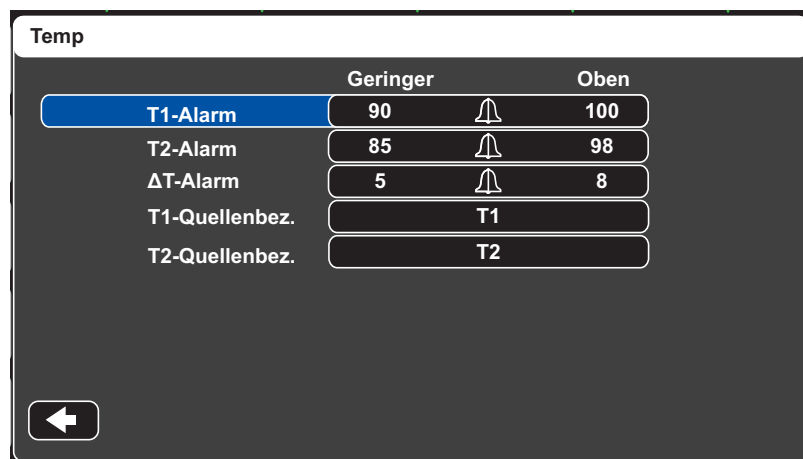 Temp
Geringer Oben
T1-Alarm 90 100
T2-Alarm 85 98
ΔT-Alarm 5 8
T1-Quellenbez. T1
T2-Quellenbez. T2